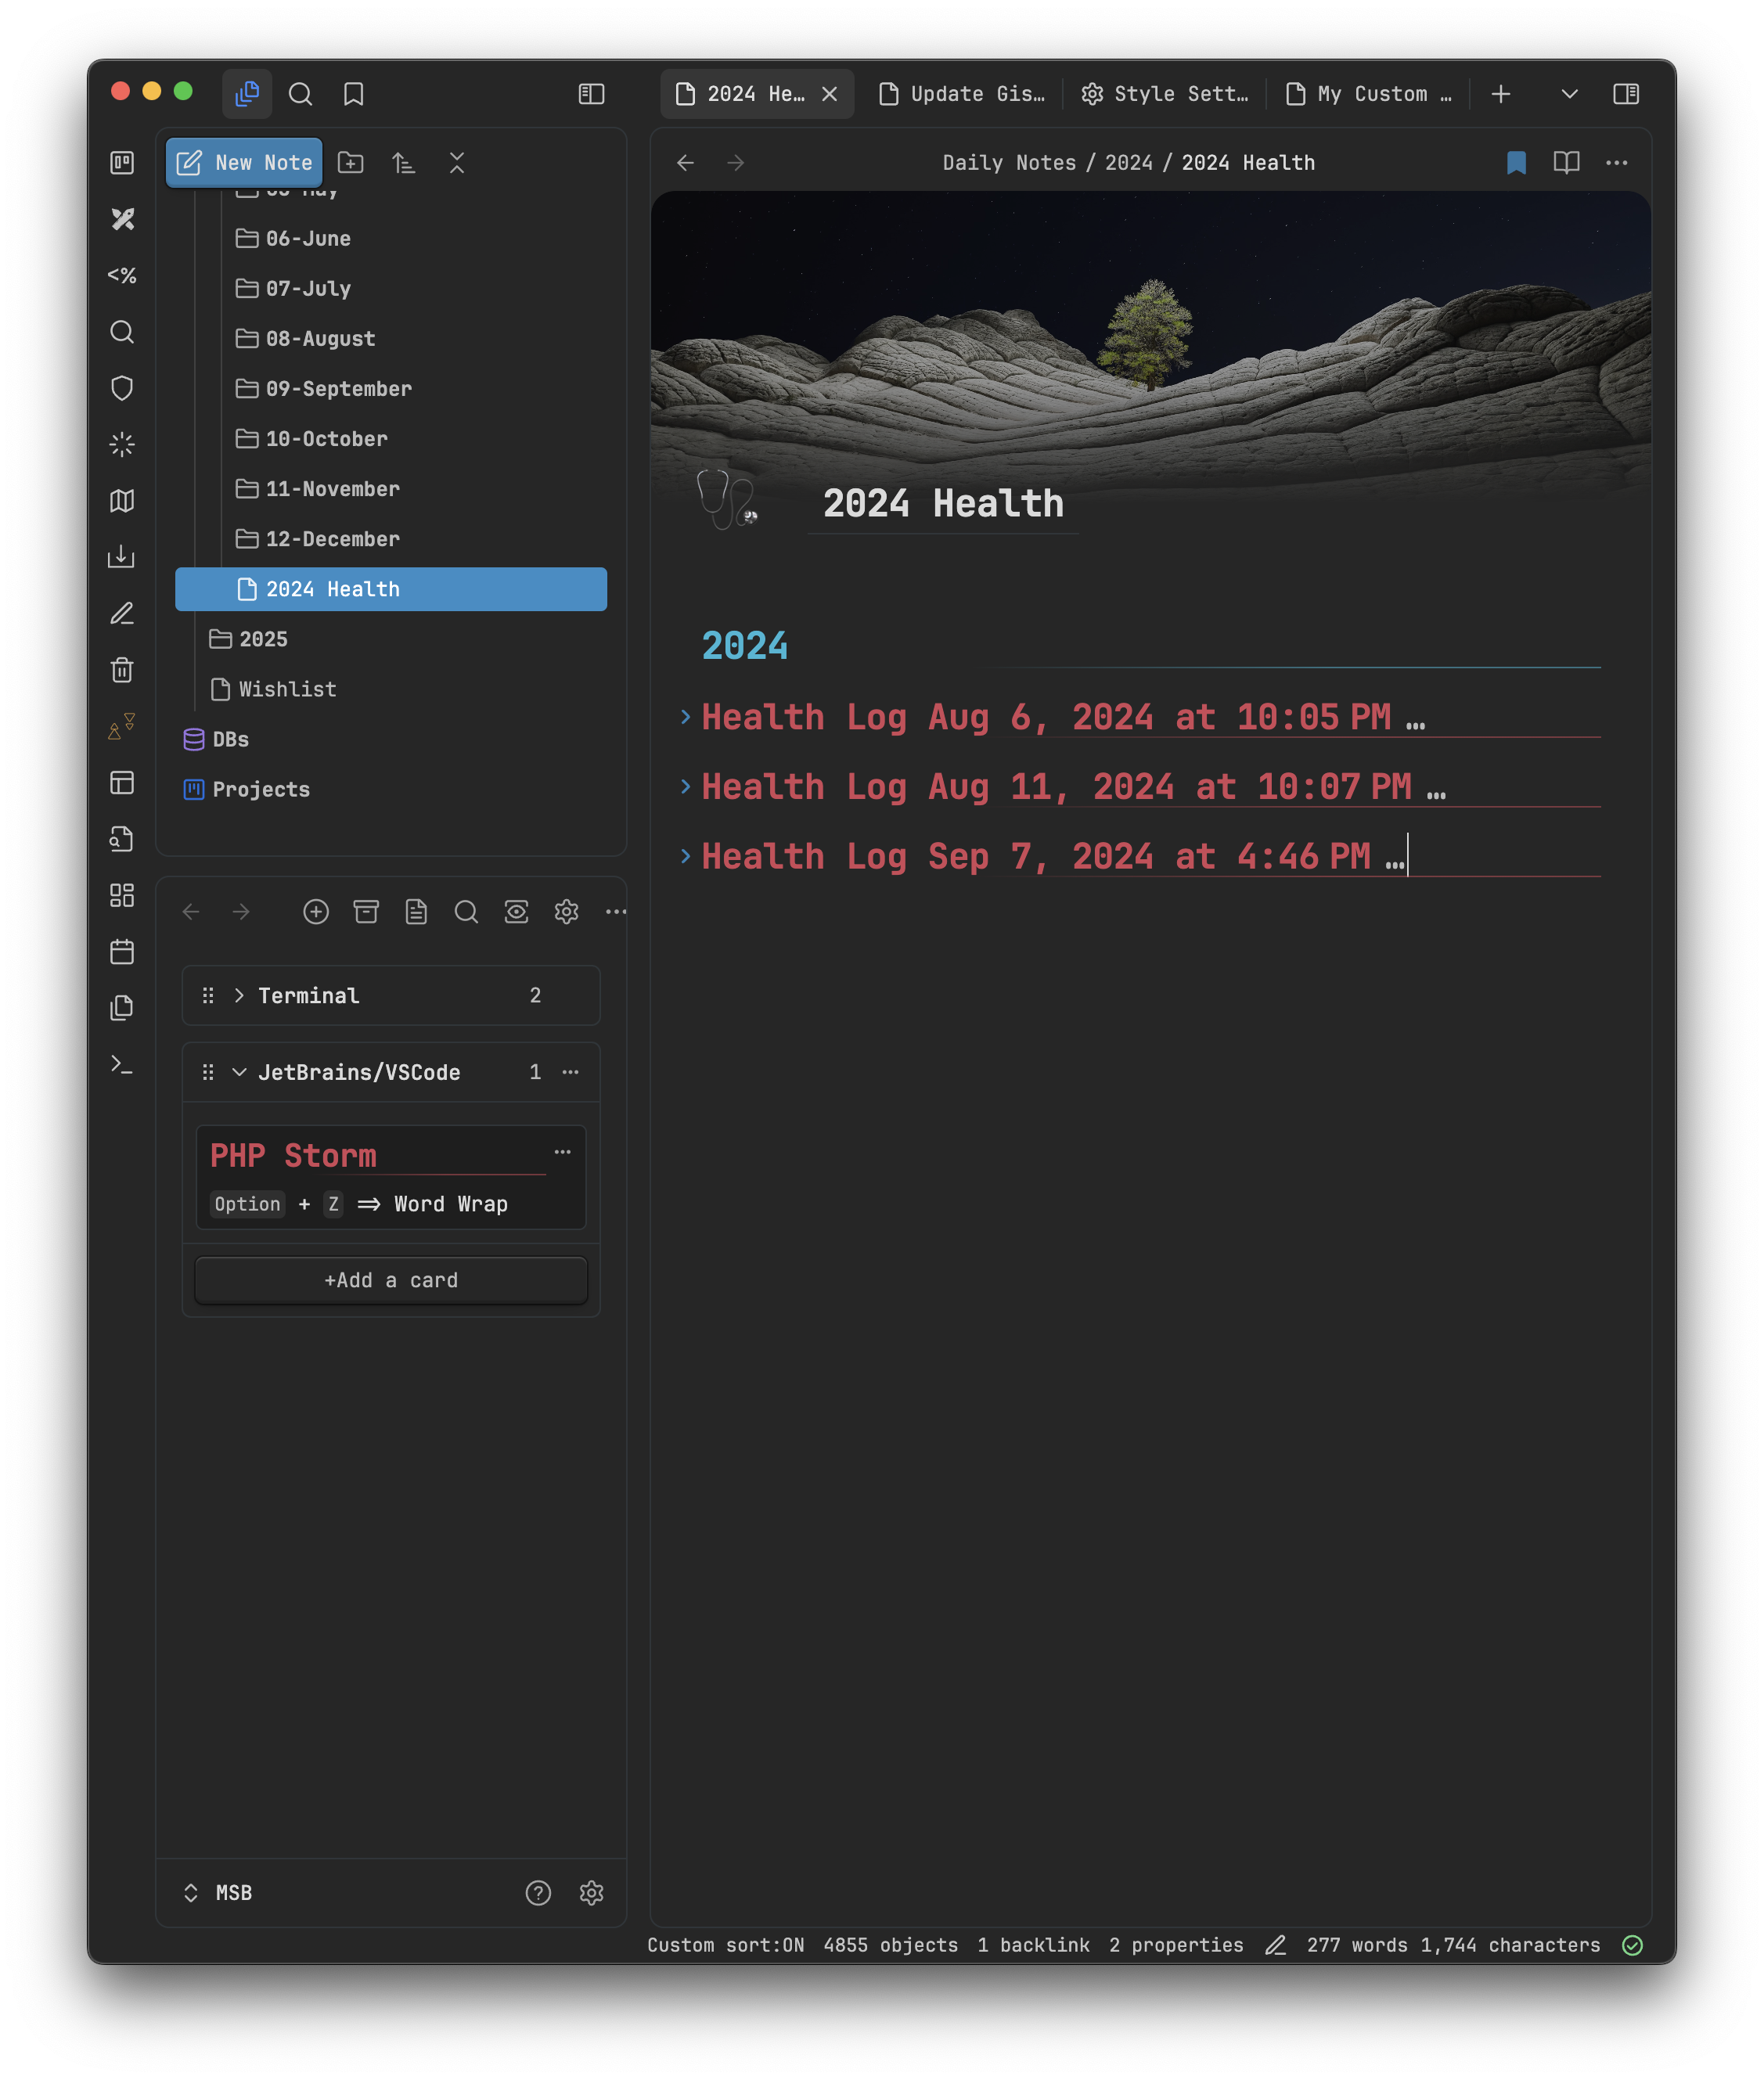 2024 He…
Update Gis…
Style Sett…
My Custom …
New Note
Daily Notes / 2024 / 2024 Health
<%
05-May
06-June
07-July
08-August
09-September
10-October
11-November
12-December
2024 Health
2025
Wishlist
DBs
Projects
2024 Health
2024
Health Log Aug 6, 2024 at 10:05 PM …
Health Log Aug 11, 2024 at 10:07 PM …
Health Log Sep 7, 2024 at 4:46 PM …
Terminal 2
JetBrains/VSCode 1
PHP Storm
Option + Z ⇒ Word Wrap
+Add a card
MSB
Custom sort:ON 4855 objects 1 backlink 2 properties 277 words 1,744 characters